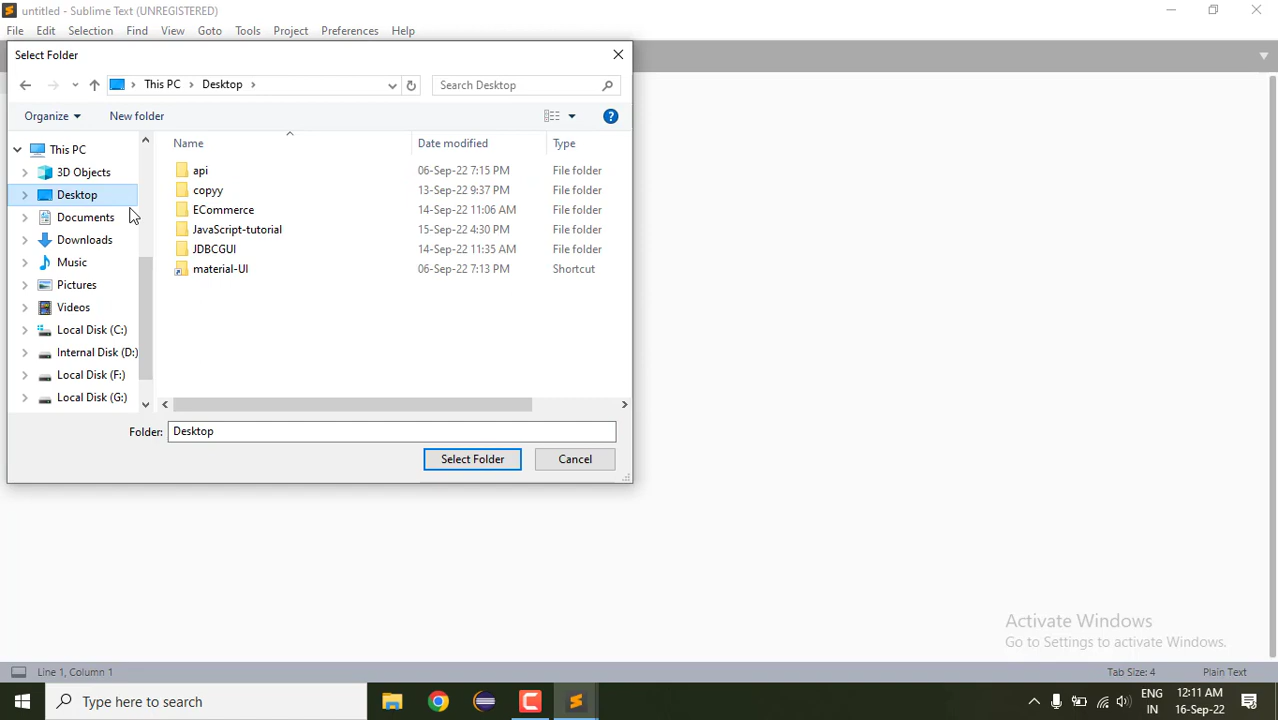 untitled - Sublime Text (UNREGISTERED)
File Edit Selection Find View Goto Tools Project Preferences Help
Select Folder
This PC Desktop
Search Desktop
Organize New folder
Name Date modified Type
This PC
3D Objects
Desktop
Documents
Downloads
Music
Pictures
Videos
Local Disk (C:)
Internal Disk (D:)
Local Disk (F:)
Local Disk (G:)
api 06-Sep-22 7:15 PM File folder
copyy 13-Sep-22 9:37 PM File folder
ECommerce 14-Sep-22 11:06 AM File folder
JavaScript-tutorial 15-Sep-22 4:30 PM File folder
JDBCGUI 14-Sep-22 11:35 AM File folder
material-UI 06-Sep-22 7:13 PM Shortcut
Folder: Desktop
Select Folder Cancel
Activate Windows
Go to Settings to activate Windows.
Line 1, Column 1 Tab Size: 4 Plain Text
Type here to search
ENG
IN
12:11 AM
16-Sep-22